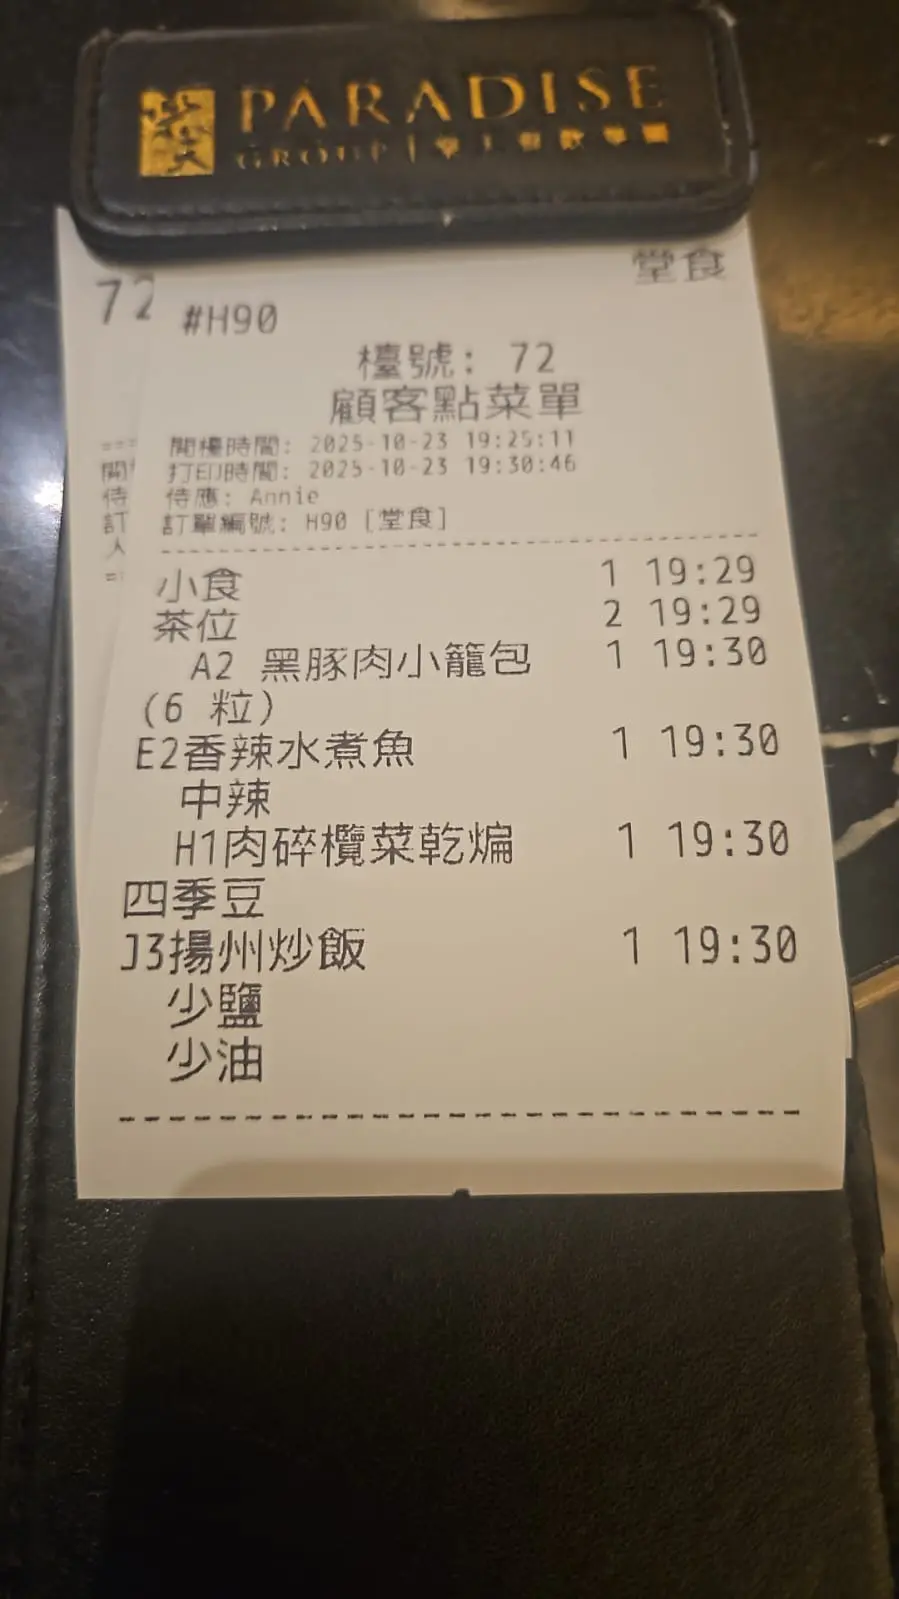 PARADISE
GROUP
堂食
72
#H90
檯號: 72
顧客點菜單
開檯時間: 2025-10-23 19:25:11
打印時間: 2025-10-23 19:30:46
侍應: Annie
訂單編號: H90 [堂食]
小食 1 19:29
茶位 2 19:29
A2 黑豚肉小籠包 1 19:30
(6 粒)
E2香辣水煮魚 1 19:30
中辣
H1肉碎欖菜乾煸 1 19:30
四季豆
J3揚州炒飯 1 19:30
少鹽
少油